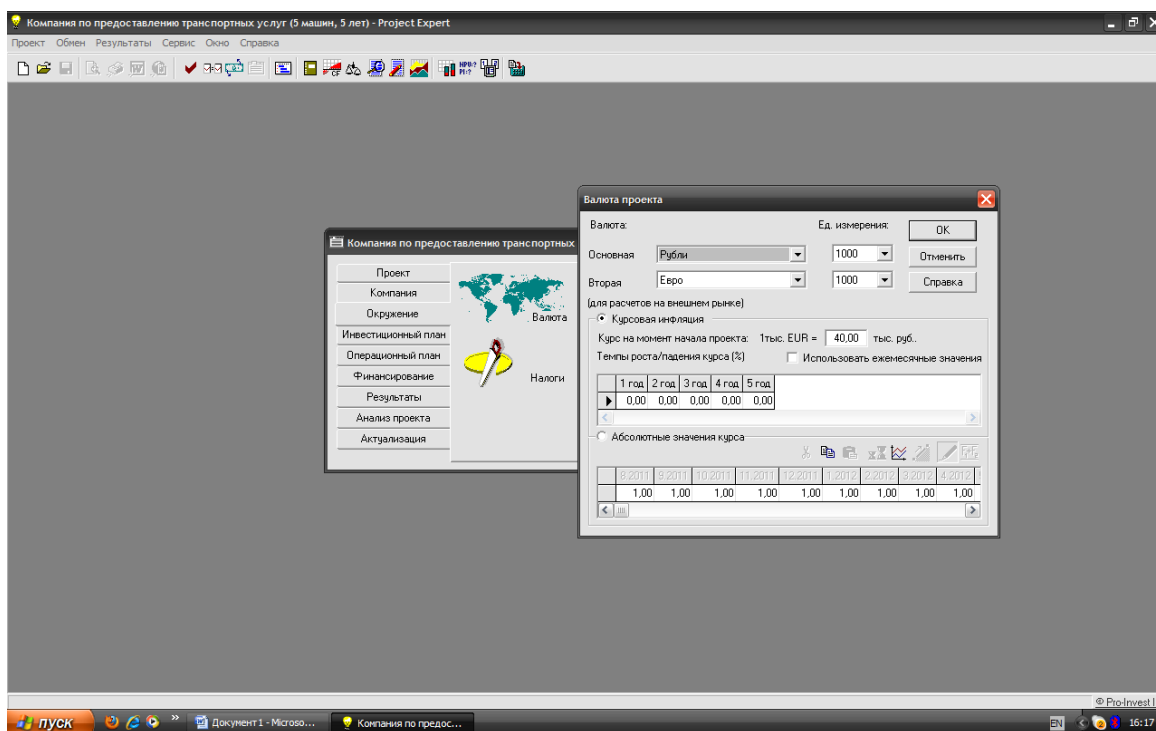 Компания по предоставлению транспортных услуг (5 машин, 5 лет) - Project Expert
Проект Обмен Результаты Сервис Окно Справка
Компания по предоставлению транспортных
Проект
Компания
Окружение
Инвестиционный план
Операционный план
Финансирование
Результаты
Анализ проекта
Актуализация
Валюта
Налоги
Валюта проекта
Валюта: Ед. измерения: OK
Основная Рубли 1000 Отменить
Вторая Евро 1000 Справка
(для расчетов на внешнем рынке)
Курсовая инфляция
Курс на момент начала проекта: 1тыс. EUR = 40,00 тыс. руб..
Темпы роста/падения курса (%) Использовать ежемесячные значения
1 год 2 год 3 год 4 год 5 год
0,00 0,00 0,00 0,00 0,00
Абсолютные значения курса
8.2011 9.2011 10.2011 11.2011 12.2011 1.2012 2.2012 3.2012 4.2012
1,00 1,00 1,00 1,00 1,00 1,00 1,00 1,00 1,00
© Pro-Invest I
пуск Документ1 - Microso... Компания по предос... EN 16:17